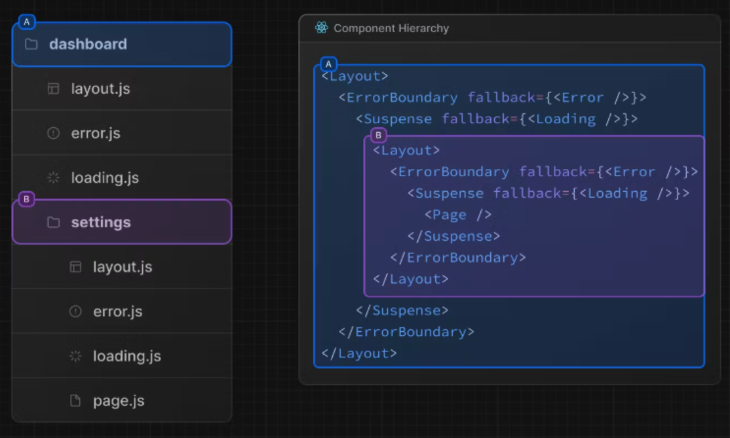 A
dashboard
layout.js
error.js
loading.js
B
settings
layout.js
error.js
loading.js
page.js
Component Hierarchy
A
<Layout>
<ErrorBoundary fallback={<Error />}>
<Suspense fallback={<Loading />}>
B
<Layout>
<ErrorBoundary fallback={<Error />}>
<Suspense fallback={<Loading />}>
<Page />
</Suspense>
</ErrorBoundary>
</Layout>
</Suspense>
</ErrorBoundary>
</Layout>